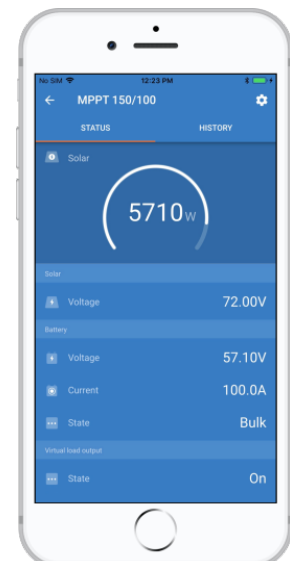 No SIM 12:23 PM
MPPT 150/100
STATUS HISTORY
Solar
5710W
Solar
Voltage 72.00V
Battery
Voltage 57.10V
Current 100.0A
State Bulk
Virtual load output
State On